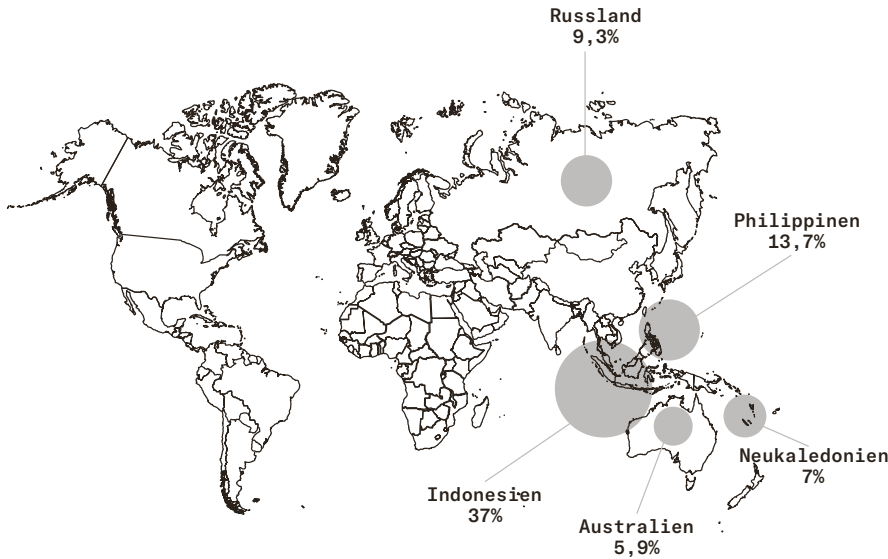 Russland
9,3%
Philippinen
13,7%
Neukaledonien
7%
Indonesien
37%
Australien
5,9%